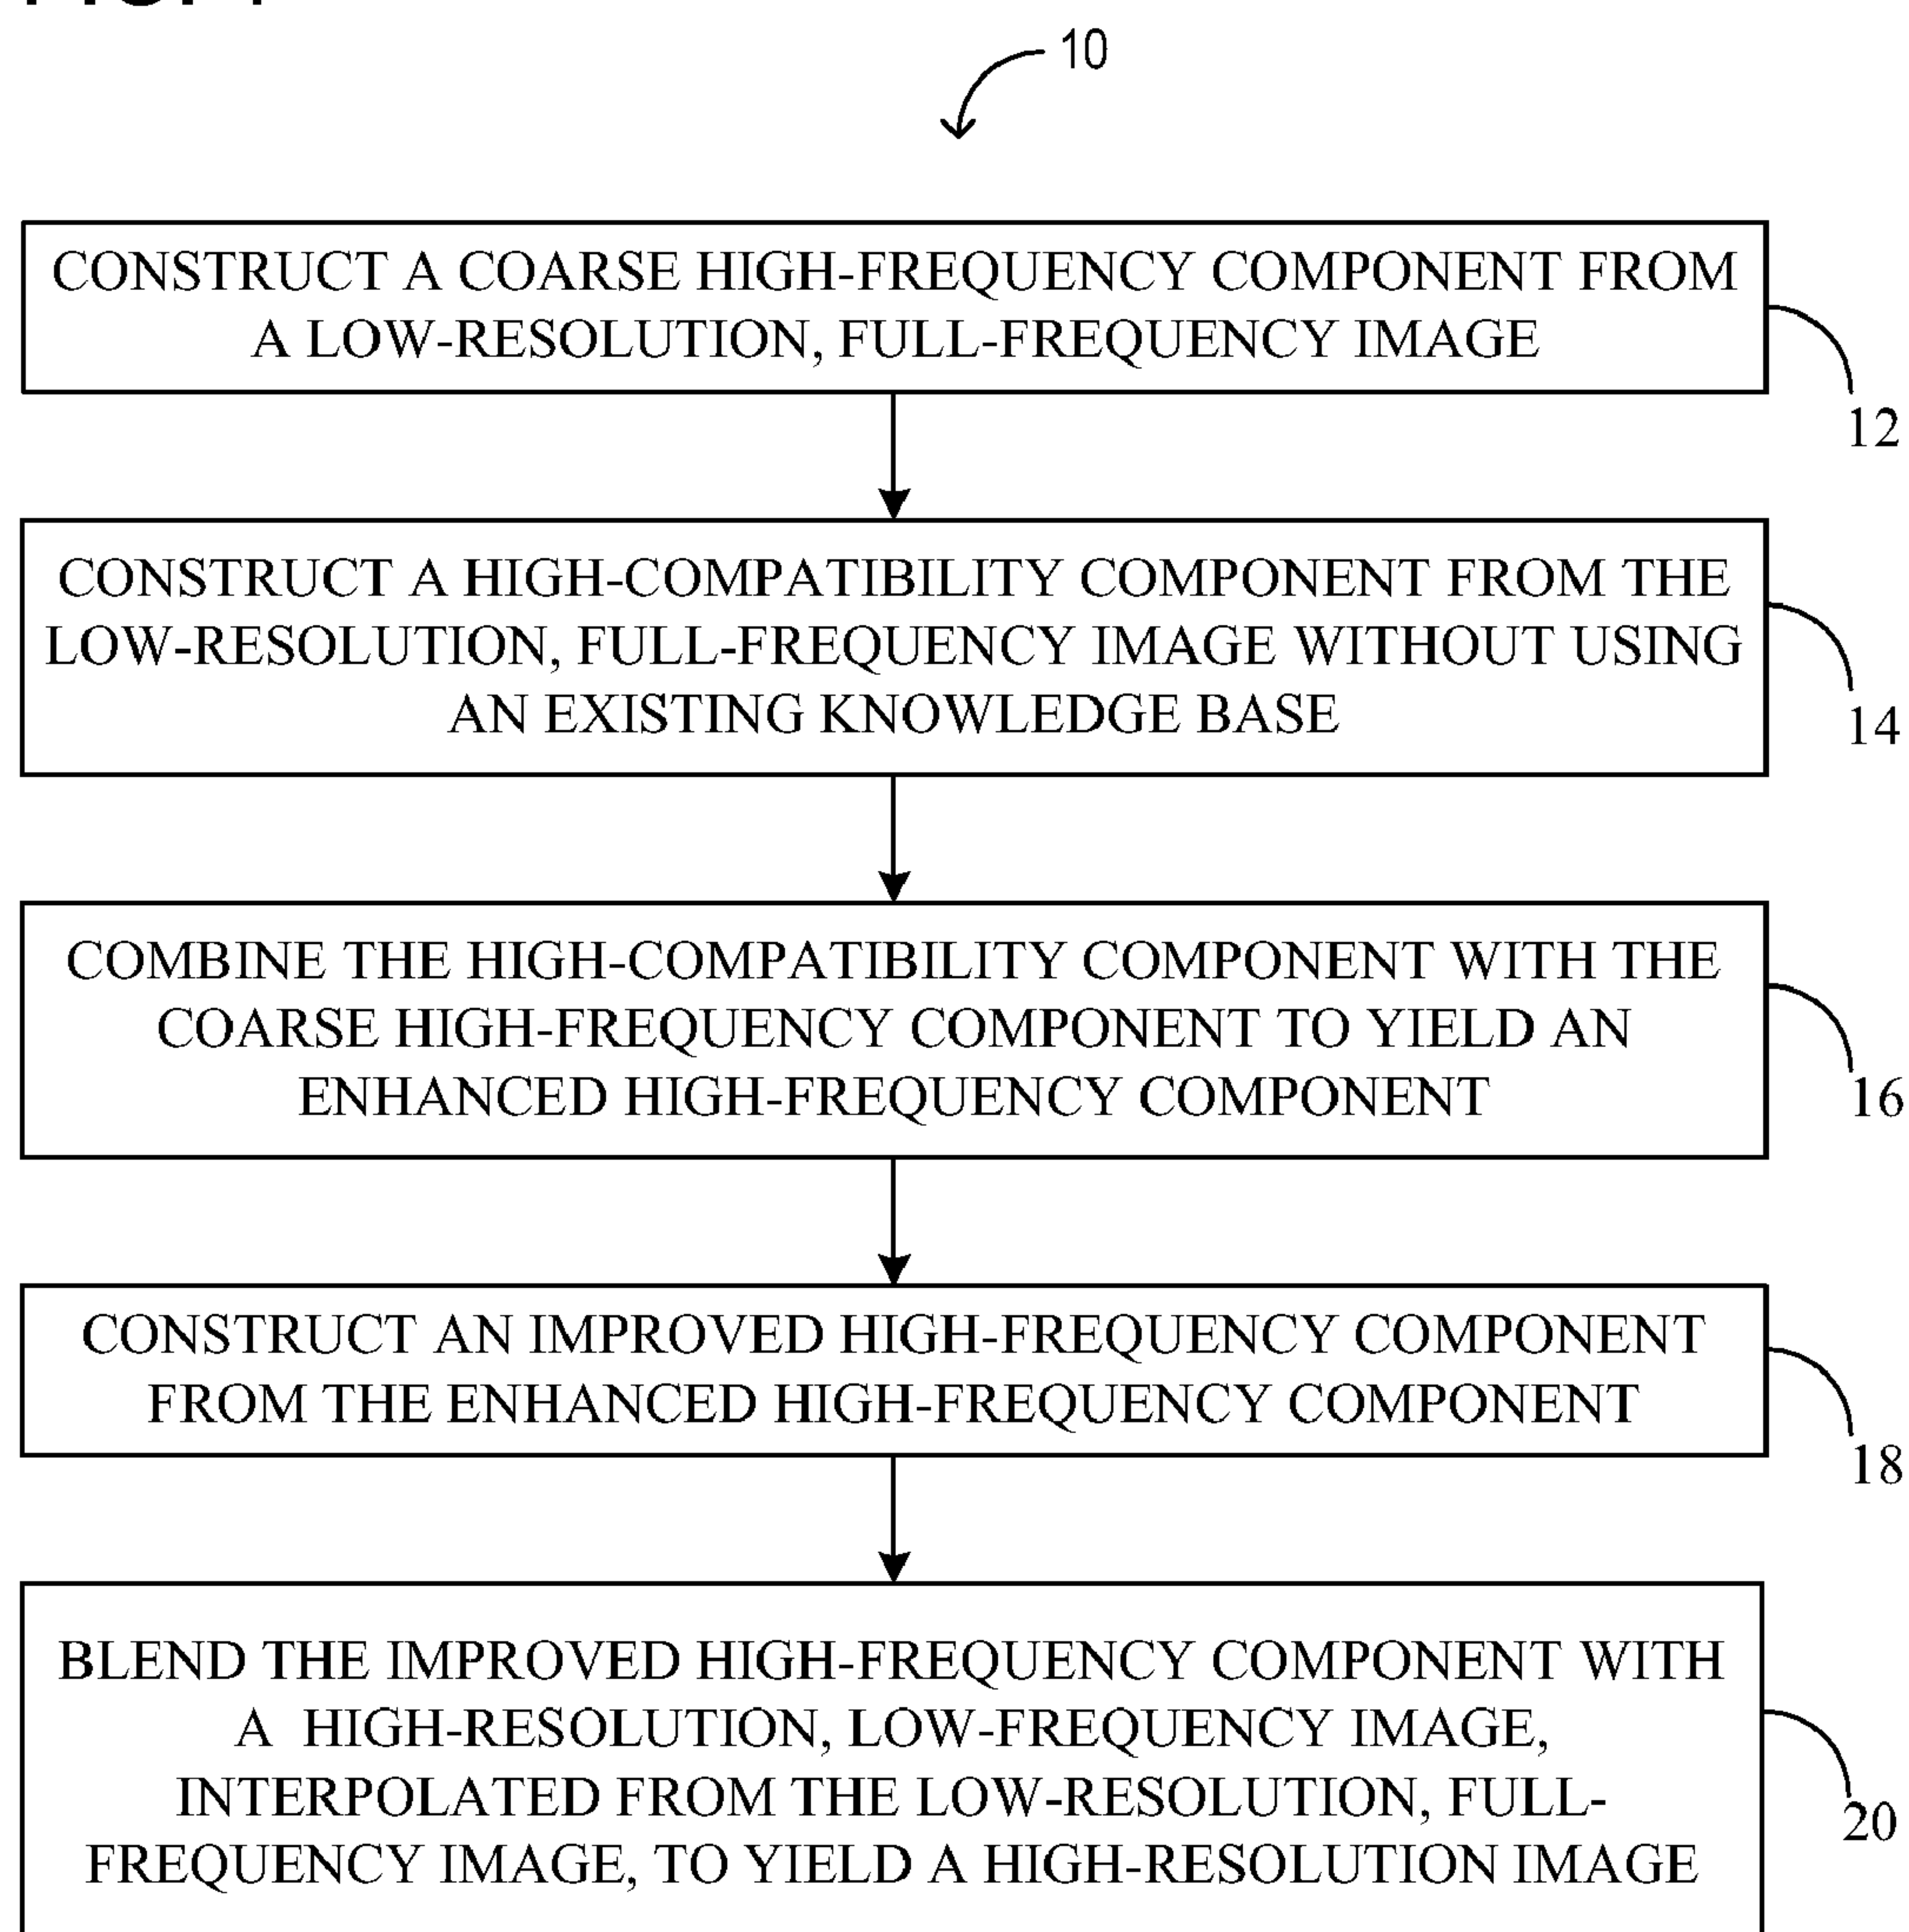 10
CONSTRUCT A COARSE HIGH-FREQUENCY COMPONENT FROM
A LOW-RESOLUTION, FULL-FREQUENCY IMAGE
12
CONSTRUCT A HIGH-COMPATIBILITY COMPONENT FROM THE
LOW-RESOLUTION, FULL-FREQUENCY IMAGE WITHOUT USING
AN EXISTING KNOWLEDGE BASE
14
COMBINE THE HIGH-COMPATIBILITY COMPONENT WITH THE
COARSE HIGH-FREQUENCY COMPONENT TO YIELD AN
ENHANCED HIGH-FREQUENCY COMPONENT
16
CONSTRUCT AN IMPROVED HIGH-FREQUENCY COMPONENT
FROM THE ENHANCED HIGH-FREQUENCY COMPONENT
18
BLEND THE IMPROVED HIGH-FREQUENCY COMPONENT WITH
A HIGH-RESOLUTION, LOW-FREQUENCY IMAGE,
INTERPOLATED FROM THE LOW-RESOLUTION, FULL-
FREQUENCY IMAGE, TO YIELD A HIGH-RESOLUTION IMAGE
20